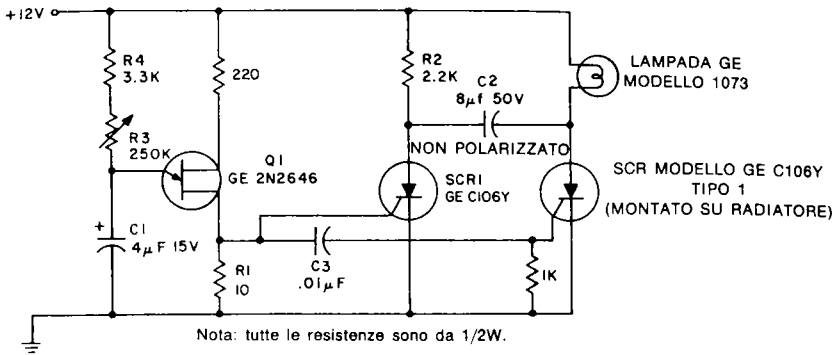 +12V
R4
3.3K
220
R3
250K
Q1
GE 2N2646
+
C1
4µF 15V
R1
10
C3
.01µF
R2
2.2K
C2
8µf 50V
NON POLARIZZATO
SCR1
GE C106Y
1K
LAMPADA GE
MODELLO 1073
SCR MODELLO GE C106Y
TIPO 1
(MONTATO SU RADIATORE)
Nota: tutte le resistenze sono da 1/2W.